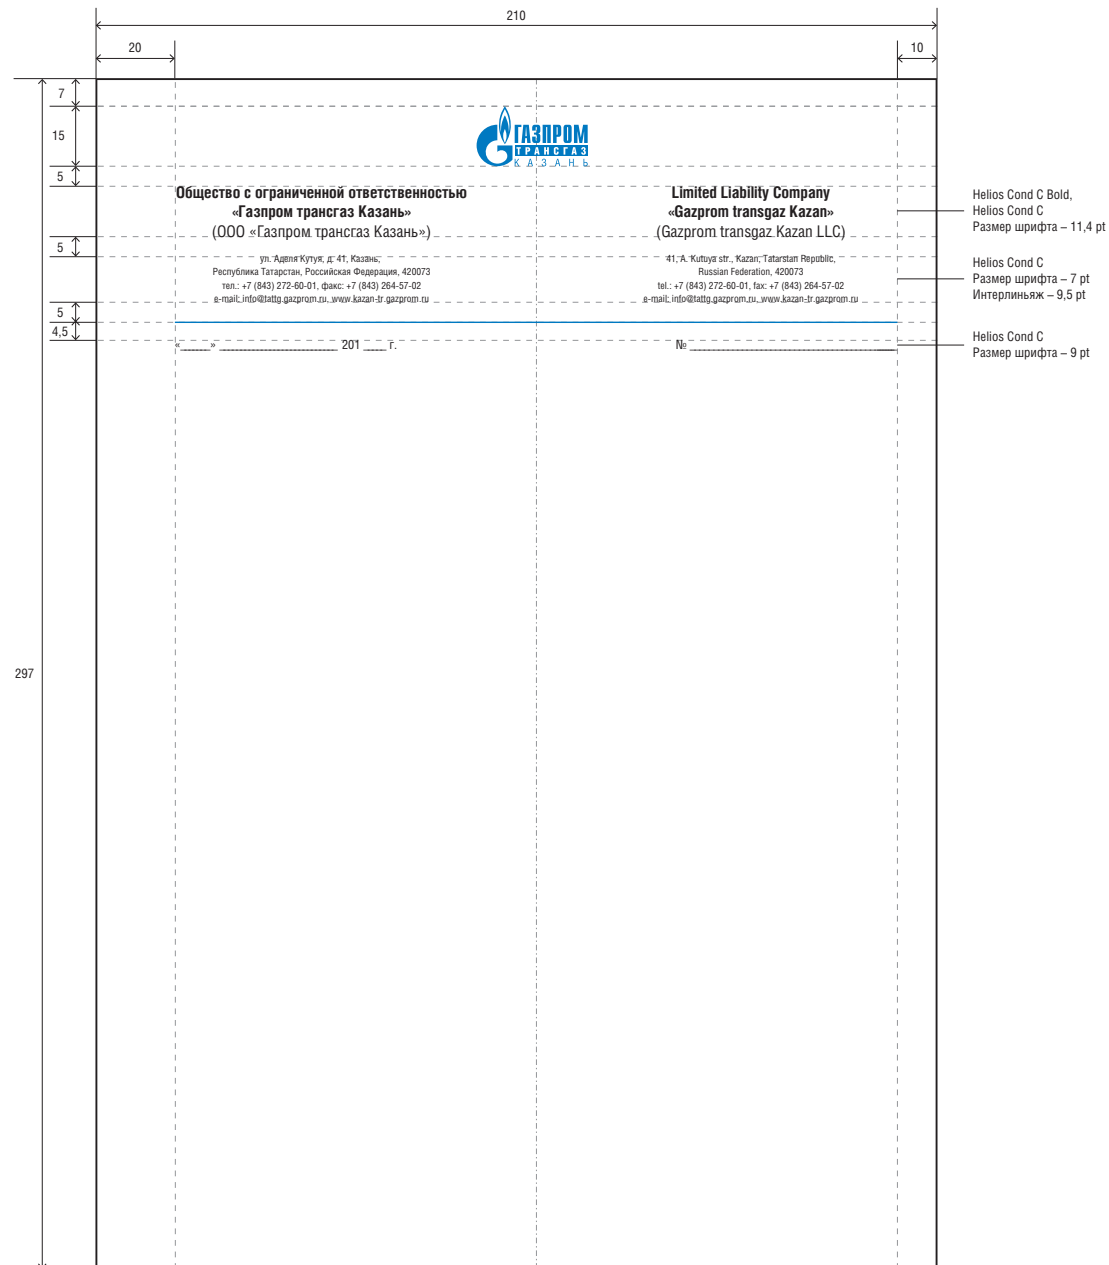 210
20
10
7
15
5
ГАЗПРОМ
ТРАНСГАЗ
КАЗАНЬ
Общество с ограниченной ответственностью
«Газпром трансгаз Казань»
(ООО «Газпром трансгаз Казань»)
Limited Liability Company
«Gazprom transgaz Kazan»
(Gazprom transgaz Kazan LLC)
Helios Cond C Bold,
Helios Cond C
Размер шрифта – 11,4 pt
5
ул. Аделя Кутуя, д. 41, Казань,
Республика Татарстан, Российская Федерация, 420073
тел.: +7 (843) 272-60-01, факс: +7 (843) 264-57-02
e-mail: info@tattg.gazprom.ru, www.kazan-tr.gazprom.ru
41, A. Kutuya str., Kazan, Tatarstan Republic,
Russian Federation, 420073
tel.: +7 (843) 272-60-01, fax: +7 (843) 264-57-02
e-mail: info@tattg.gazprom.ru, www.kazan-tr.gazprom.ru
Helios Cond C
Размер шрифта – 7 pt
Интерлиньяж – 9,5 pt
5
4,5
«_____» ____________________ 201 ____ г.
№ ___________________________________
Helios Cond C
Размер шрифта – 9 pt
297